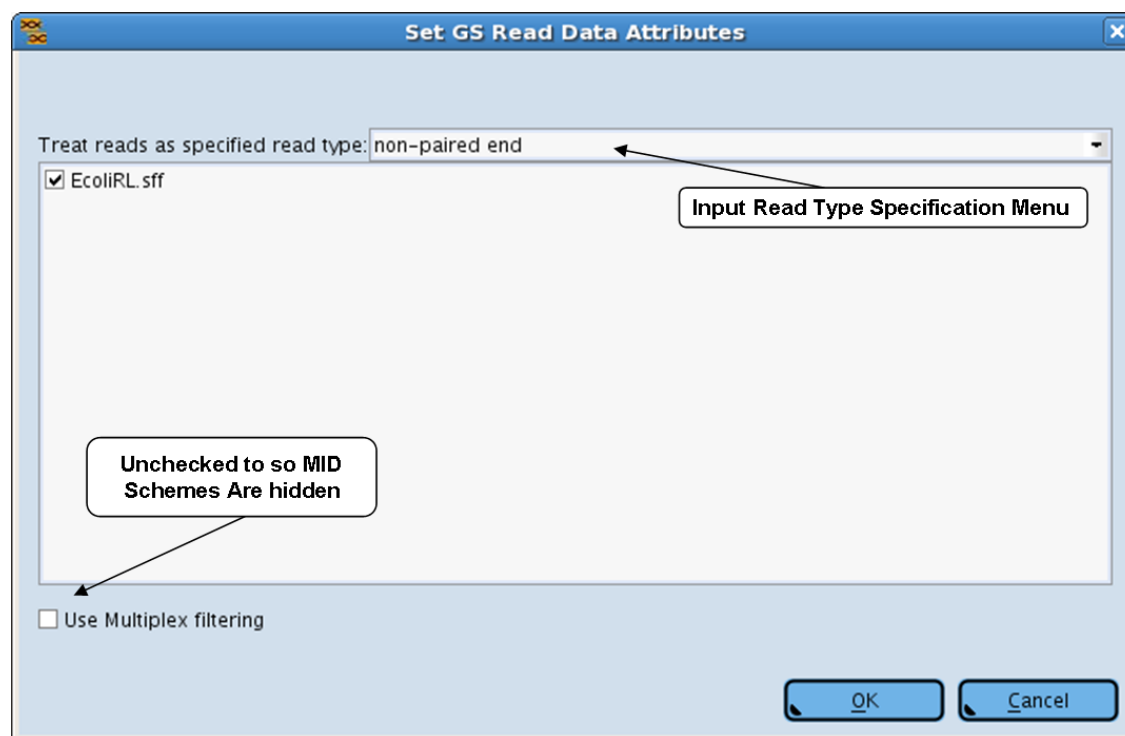 Set GS Read Data Attributes
Treat reads as specified read type: non-paired end
EcoliRL.sff
Input Read Type Specification Menu
Unchecked to so MID
Schemes Are hidden
Use Multiplex filtering
OK Cancel